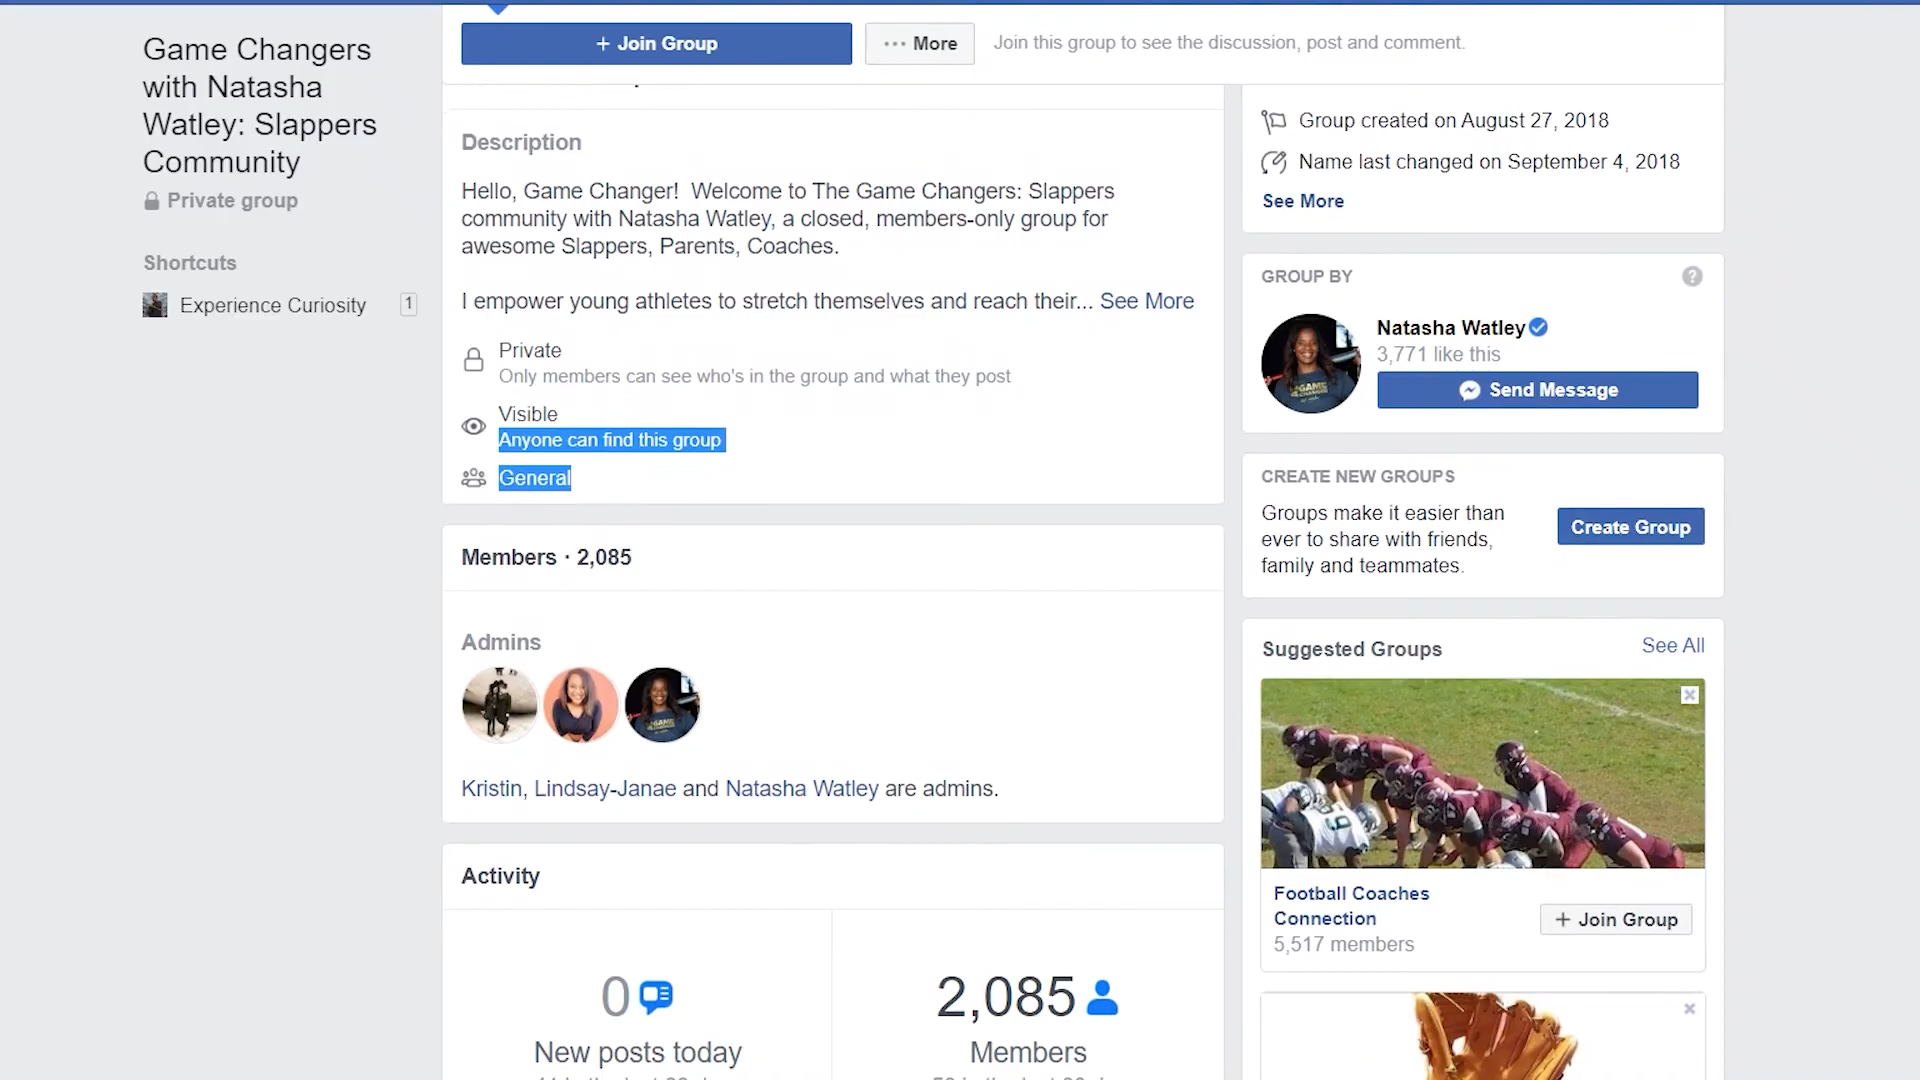 Game Changers
with Natasha
Watley: Slappers
Community
Private group
Shortcuts
Experience Curiosity 1
+ Join Group
··· More
Join this group to see the discussion, post and comment.
Description
Hello, Game Changer!  Welcome to The Game Changers: Slappers
community with Natasha Watley, a closed, members-only group for
awesome Slappers, Parents, Coaches.
I empower young athletes to stretch themselves and reach their... See More
Private
Only members can see who's in the group and what they post
Visible
Anyone can find this group
General
Members · 2,085
Admins
Kristin, Lindsay-Janae and Natasha Watley are admins.
Activity
0
New posts today
2,085
Members
Group created on August 27, 2018
Name last changed on September 4, 2018
See More
GROUP BY
?
Natasha Watley
3,771 like this
Send Message
CREATE NEW GROUPS
Groups make it easier than
ever to share with friends,
family and teammates.
Create Group
Suggested Groups
See All
Football Coaches
Connection
5,517 members
+ Join Group